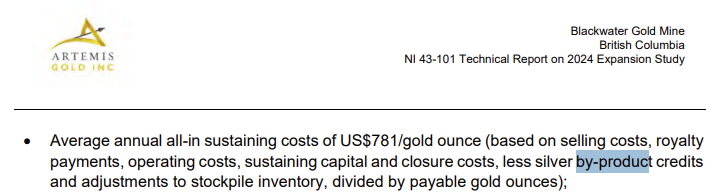 ARTEMIS
GOLD INC
Blackwater Gold Mine
British Columbia
NI 43-101 Technical Report on 2024 Expansion Study
• Average annual all-in sustaining costs of US$781/gold ounce (based on selling costs, royalty
payments, operating costs, sustaining capital and closure costs, less silver by-product credits
and adjustments to stockpile inventory, divided by payable gold ounces);